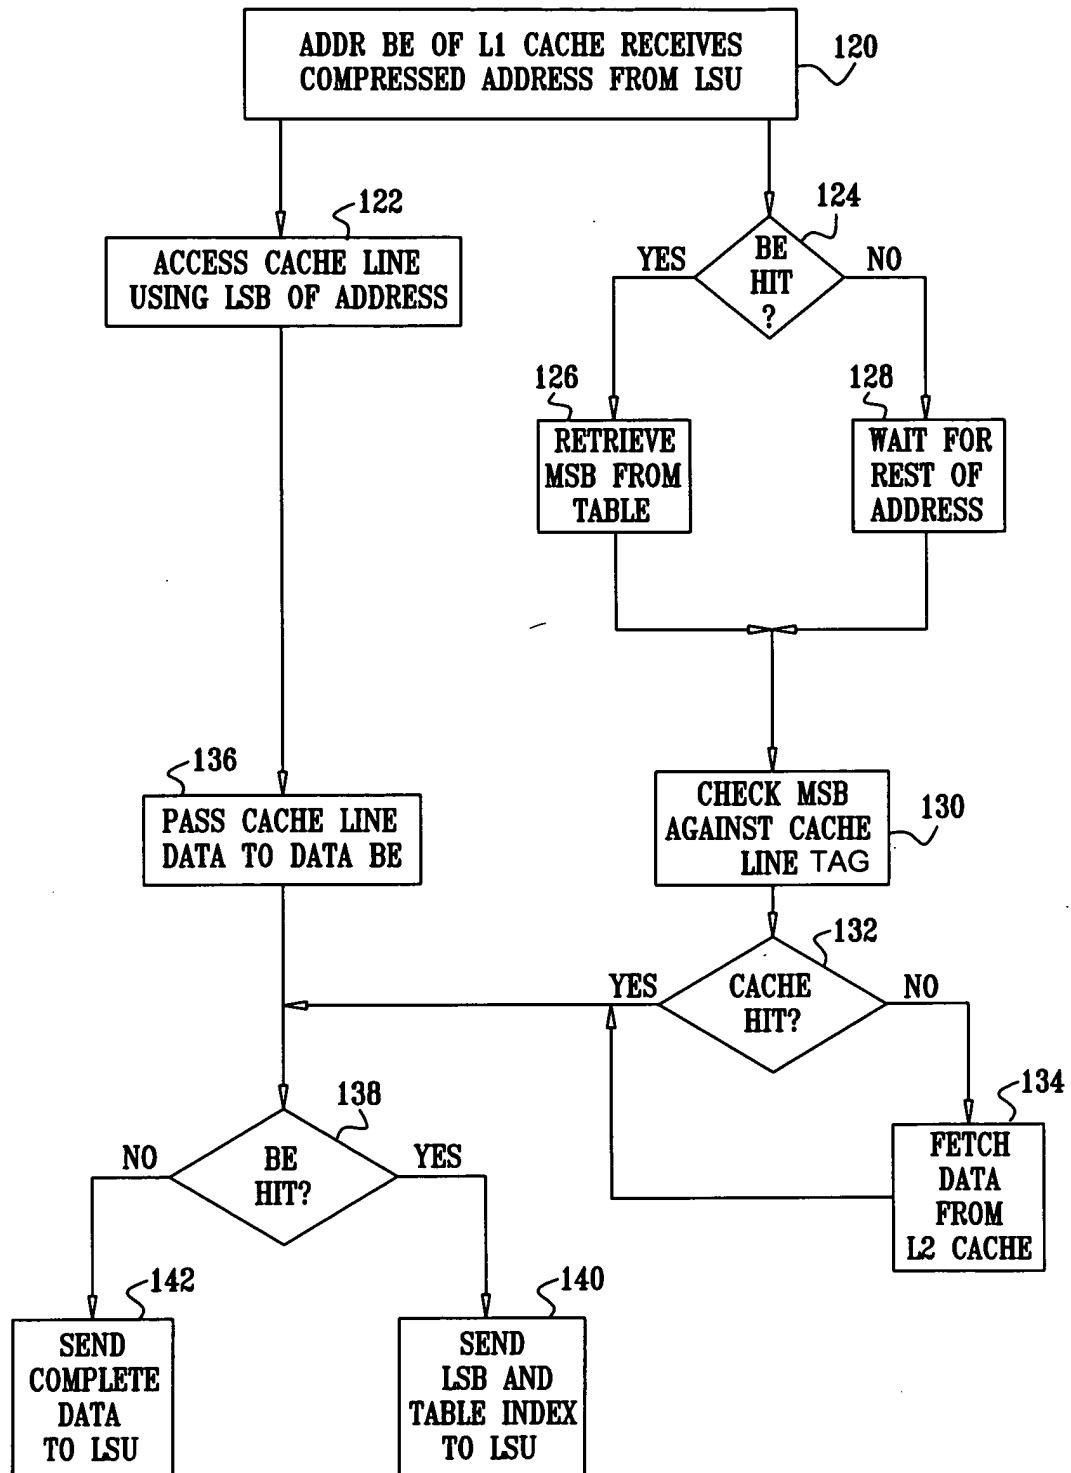 ADDR BE OF L1 CACHE RECEIVES
COMPRESSED ADDRESS FROM LSU
120
122
ACCESS CACHE LINE
USING LSB OF ADDRESS
124
BE
HIT
?
YES
NO
126
RETRIEVE
MSB FROM
TABLE
128
WAIT FOR
REST OF
ADDRESS
136
PASS CACHE LINE
DATA TO DATA BE
CHECK MSB
AGAINST CACHE
LINE TAG
130
132
CACHE
HIT?
YES
NO
134
FETCH
DATA
FROM
L2 CACHE
138
BE
HIT?
NO
YES
142
SEND
COMPLETE
DATA
TO LSU
140
SEND
LSB AND
TABLE INDEX
TO LSU